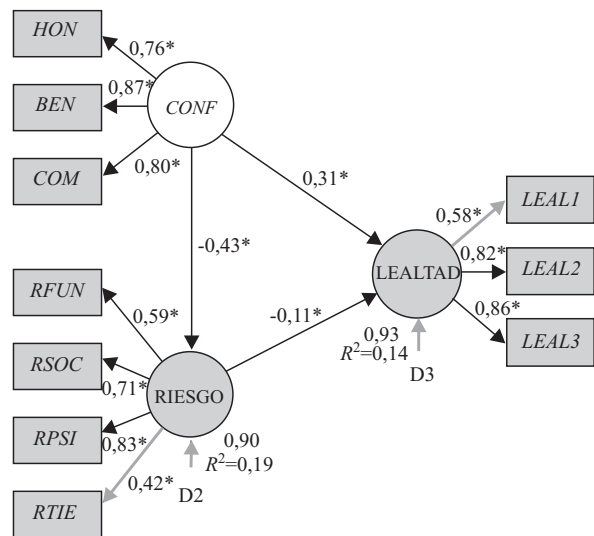 HON
0,76*
BEN
0,87*
CONF
COM
0,80*
0,31*
-0,43*
LEAL1
0,58*
LEALTAD
0,82*
LEAL2
0,86*
LEAL3
0,93
R²=0,14
D3
RFUN
0,59*
-0,11*
RSOC
0,71*
RIESGO
RPSI
0,83*
0,90
R²=0,19
0,42*
D2
RTIE